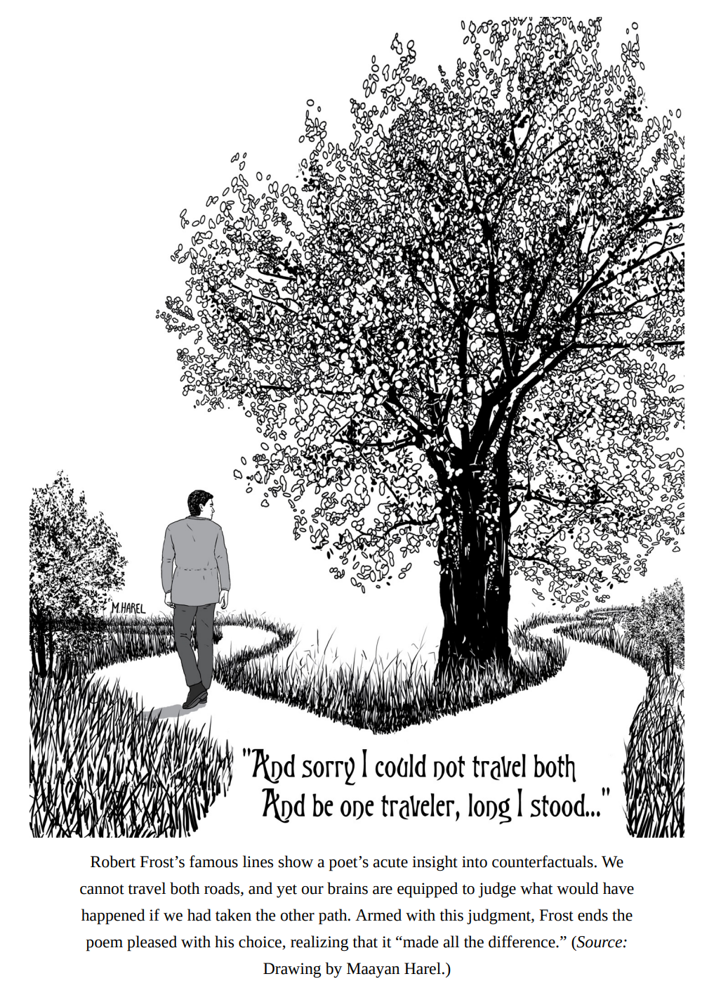 M.HAREL
"And sorry I could not travel both
And be one traveler, long I stood..."
Robert Frost’s famous lines show a poet’s acute insight into counterfactuals. We
cannot travel both roads, and yet our brains are equipped to judge what would have
happened if we had taken the other path. Armed with this judgment, Frost ends the
poem pleased with his choice, realizing that it “made all the difference.” (Source:
Drawing by Maayan Harel.)